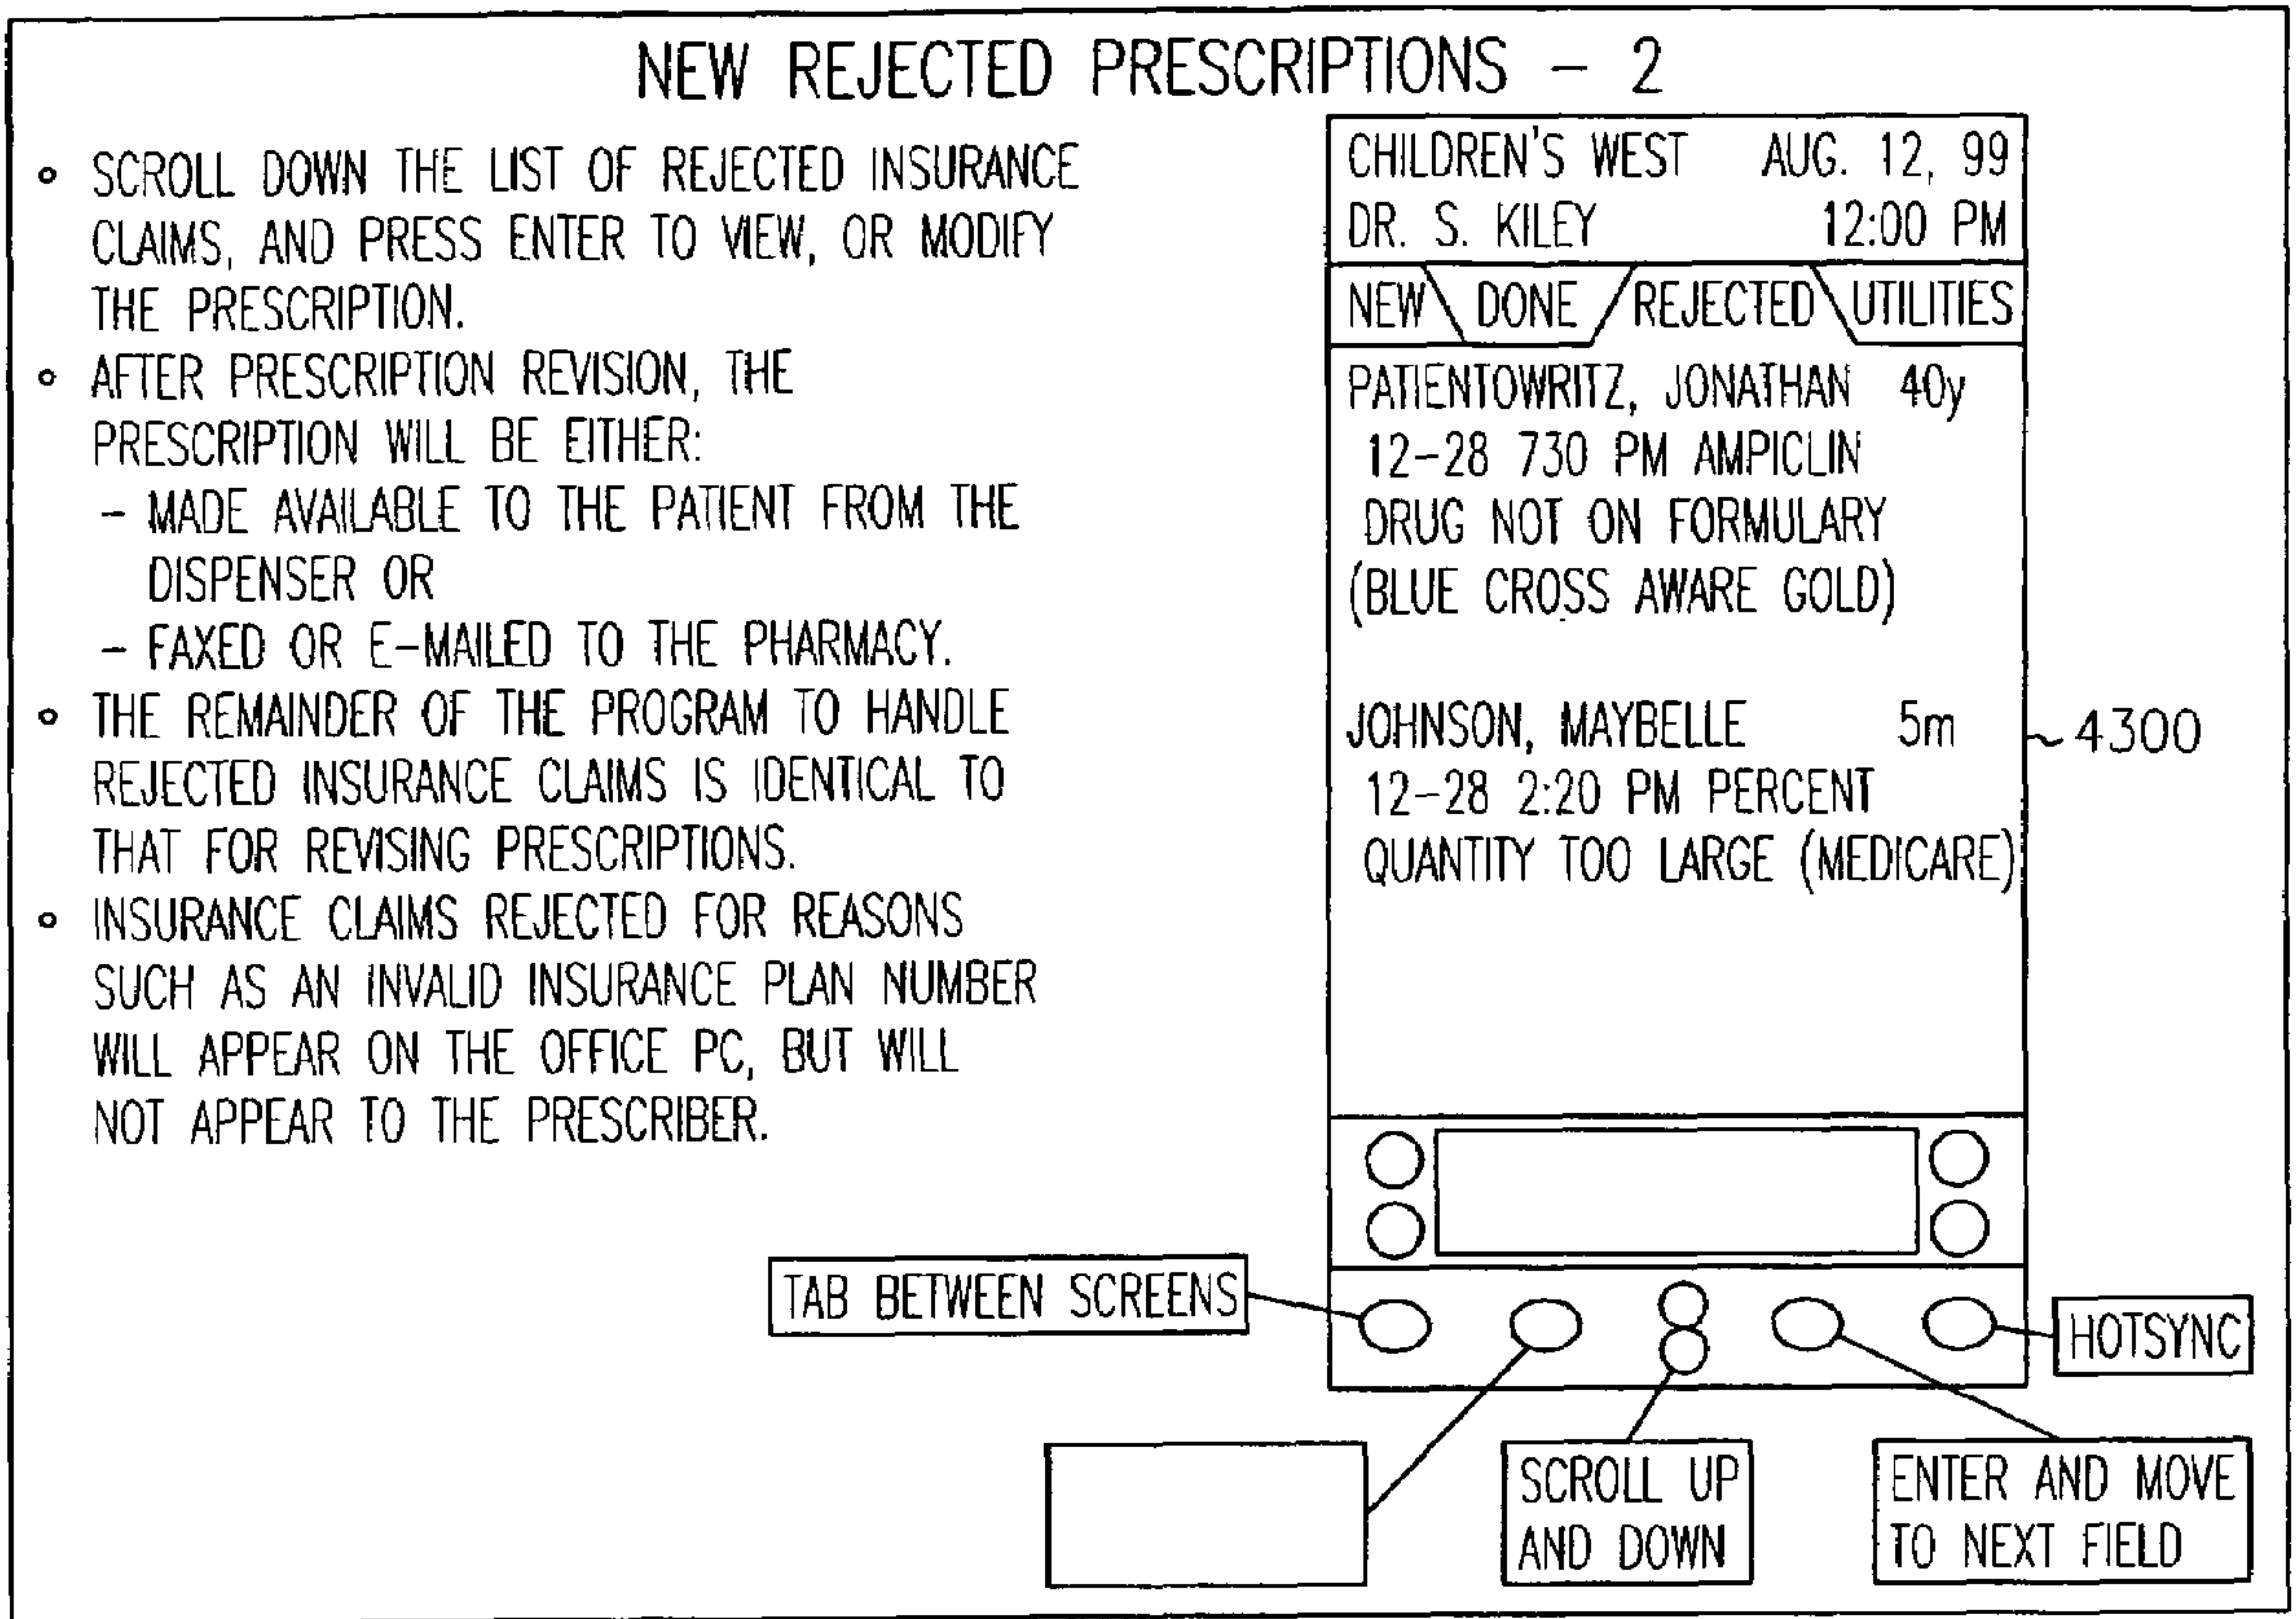 NEW REJECTED PRESCRIPTIONS - 2
° SCROLL DOWN THE LIST OF REJECTED INSURANCE
CLAIMS, AND PRESS ENTER TO VIEW, OR MODIFY
THE PRESCRIPTION.
° AFTER PRESCRIPTION REVISION, THE
PRESCRIPTION WILL BE EITHER:
- MADE AVAILABLE TO THE PATIENT FROM THE
DISPENSER OR
- FAXED OR E-MAILED TO THE PHARMACY.
° THE REMAINDER OF THE PROGRAM TO HANDLE
REJECTED INSURANCE CLAIMS IS IDENTICAL TO
THAT FOR REVISING PRESCRIPTIONS.
° INSURANCE CLAIMS REJECTED FOR REASONS
SUCH AS AN INVALID INSURANCE PLAN NUMBER
WILL APPEAR ON THE OFFICE PC, BUT WILL
NOT APPEAR TO THE PRESCRIBER.
CHILDREN'S WEST AUG. 12, 99
DR. S. KILEY 12:00 PM
NEW DONE REJECTED UTILITIES
PATIENTOWRITZ, JONATHAN 40y
12-28 730 PM AMPICLIN
DRUG NOT ON FORMULARY
(BLUE CROSS AWARE GOLD)
JOHNSON, MAYBELLE 5m
12-28 2:20 PM PERCENT
QUANTITY TOO LARGE (MEDICARE)
~4300
TAB BETWEEN SCREENS
HOTSYNC
SCROLL UP
AND DOWN
ENTER AND MOVE
TO NEXT FIELD